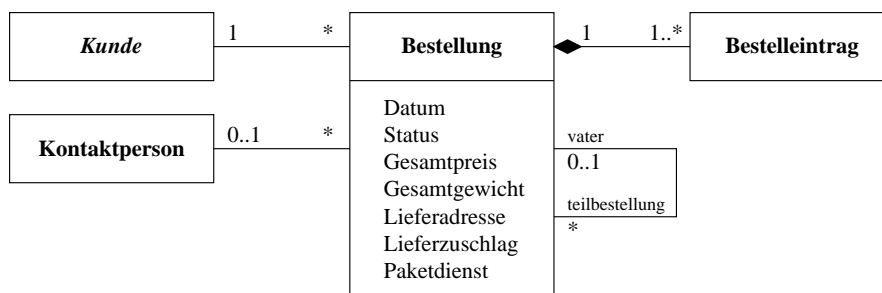 Kunde
1
*
Bestellung
1
1..*
Bestelleintrag
Kontaktperson
0..1
*
Datum
Status
Gesamtpreis
Gesamtgewicht
Lieferadresse
Lieferzuschlag
Paketdienst
vater
0..1
teilbestellung
*